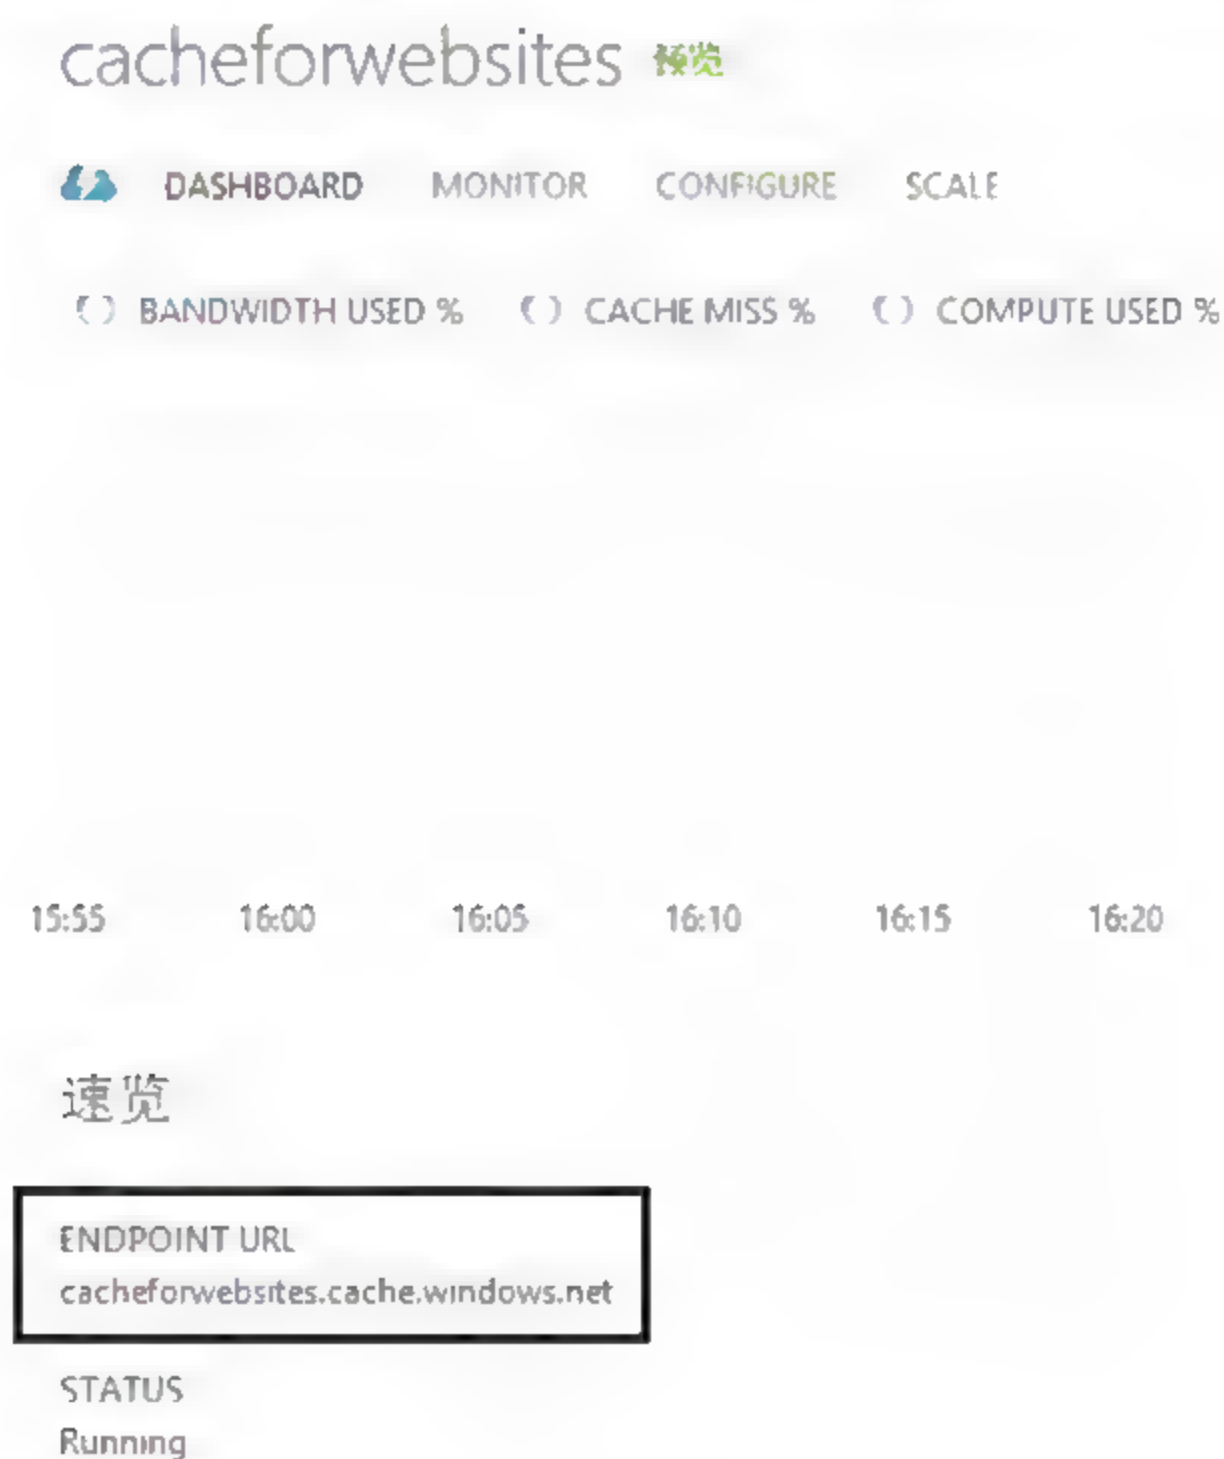 cacheforwebsites 预览
DASHBOARD MONITOR CONFIGURE SCALE
BANDWIDTH USED % CACHE MISS % COMPUTE USED %
15:55 16:00 16:05 16:10 16:15 16:20
速览
ENDPOINT URL
cacheforwebsites.cache.windows.net
STATUS
Running